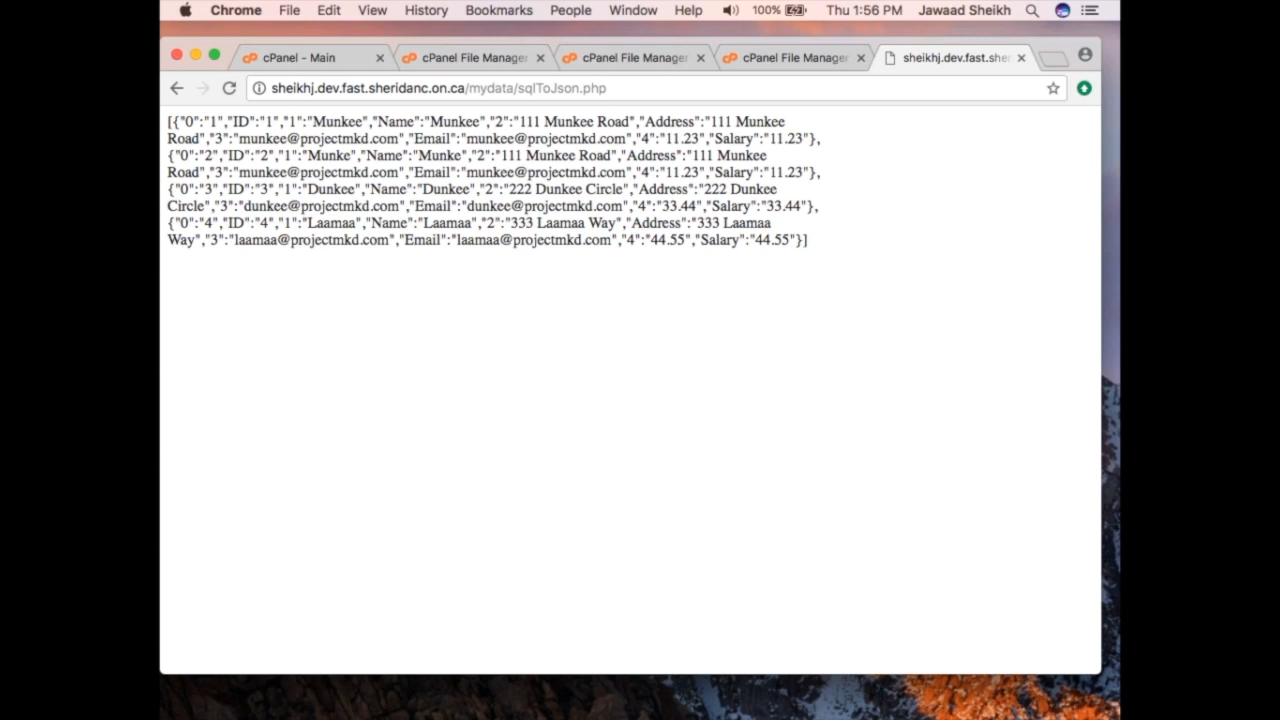 Chrome File Edit View History Bookmarks People Window Help 100% Thu 1:56 PM Jawaad Sheikh
cPanel - Main cPanel File Manager cPanel File Manager cPanel File Manager sheikhj.dev.fast.sher
sheikhj.dev.fast.sheridanc.on.ca/mydata/sqlToJson.php
[{"0":"1","ID":"1","1":"Munkee","Name":"Munkee","2":"111 Munkee Road","Address":"111 Munkee
Road","3":"munkee@projectmkd.com","Email":"munkee@projectmkd.com","4":"11.23","Salary":"11.23"},
{"0":"2","ID":"2","1":"Munke","Name":"Munke","2":"111 Munkee Road","Address":"111 Munkee
Road","3":"munkee@projectmkd.com","Email":"munkee@projectmkd.com","4":"11.23","Salary":"11.23"},
{"0":"3","ID":"3","1":"Dunkee","Name":"Dunkee","2":"222 Dunkee Circle","Address":"222 Dunkee
Circle","3":"dunkee@projectmkd.com","Email":"dunkee@projectmkd.com","4":"33.44","Salary":"33.44"},
{"0":"4","ID":"4","1":"Laamaa","Name":"Laamaa","2":"333 Laamaa Way","Address":"333 Laamaa
Way","3":"laamaa@projectmkd.com","Email":"laamaa@projectmkd.com","4":"44.55","Salary":"44.55"}]